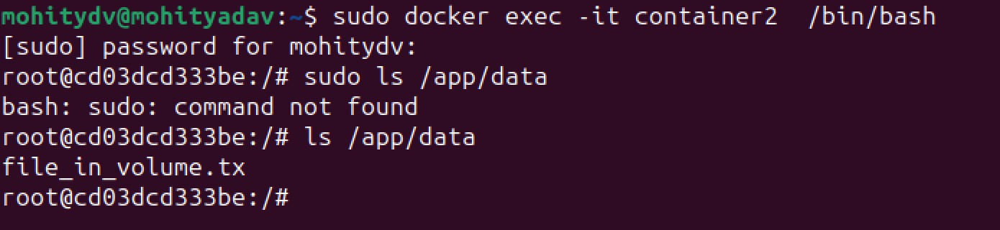 mohitydv@mohityadav:~$ sudo docker exec -it container2  /bin/bash
[sudo] password for mohitydv:
root@cd03dcd333be:/# sudo ls /app/data
bash: sudo: command not found
root@cd03dcd333be:/# ls /app/data
file_in_volume.tx
root@cd03dcd333be:/#